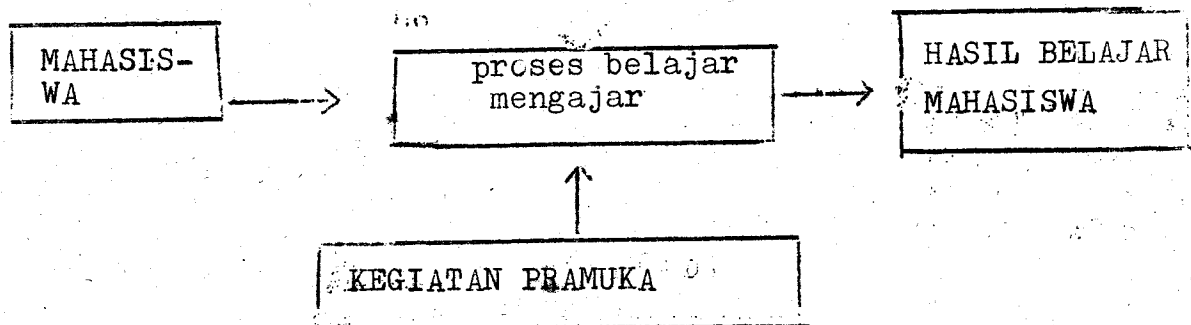 MAHASIS-
WA
proses belajar
mengajar
HASIL BELAJAR
MAHASISWA
KEGIATAN PRAMUKA